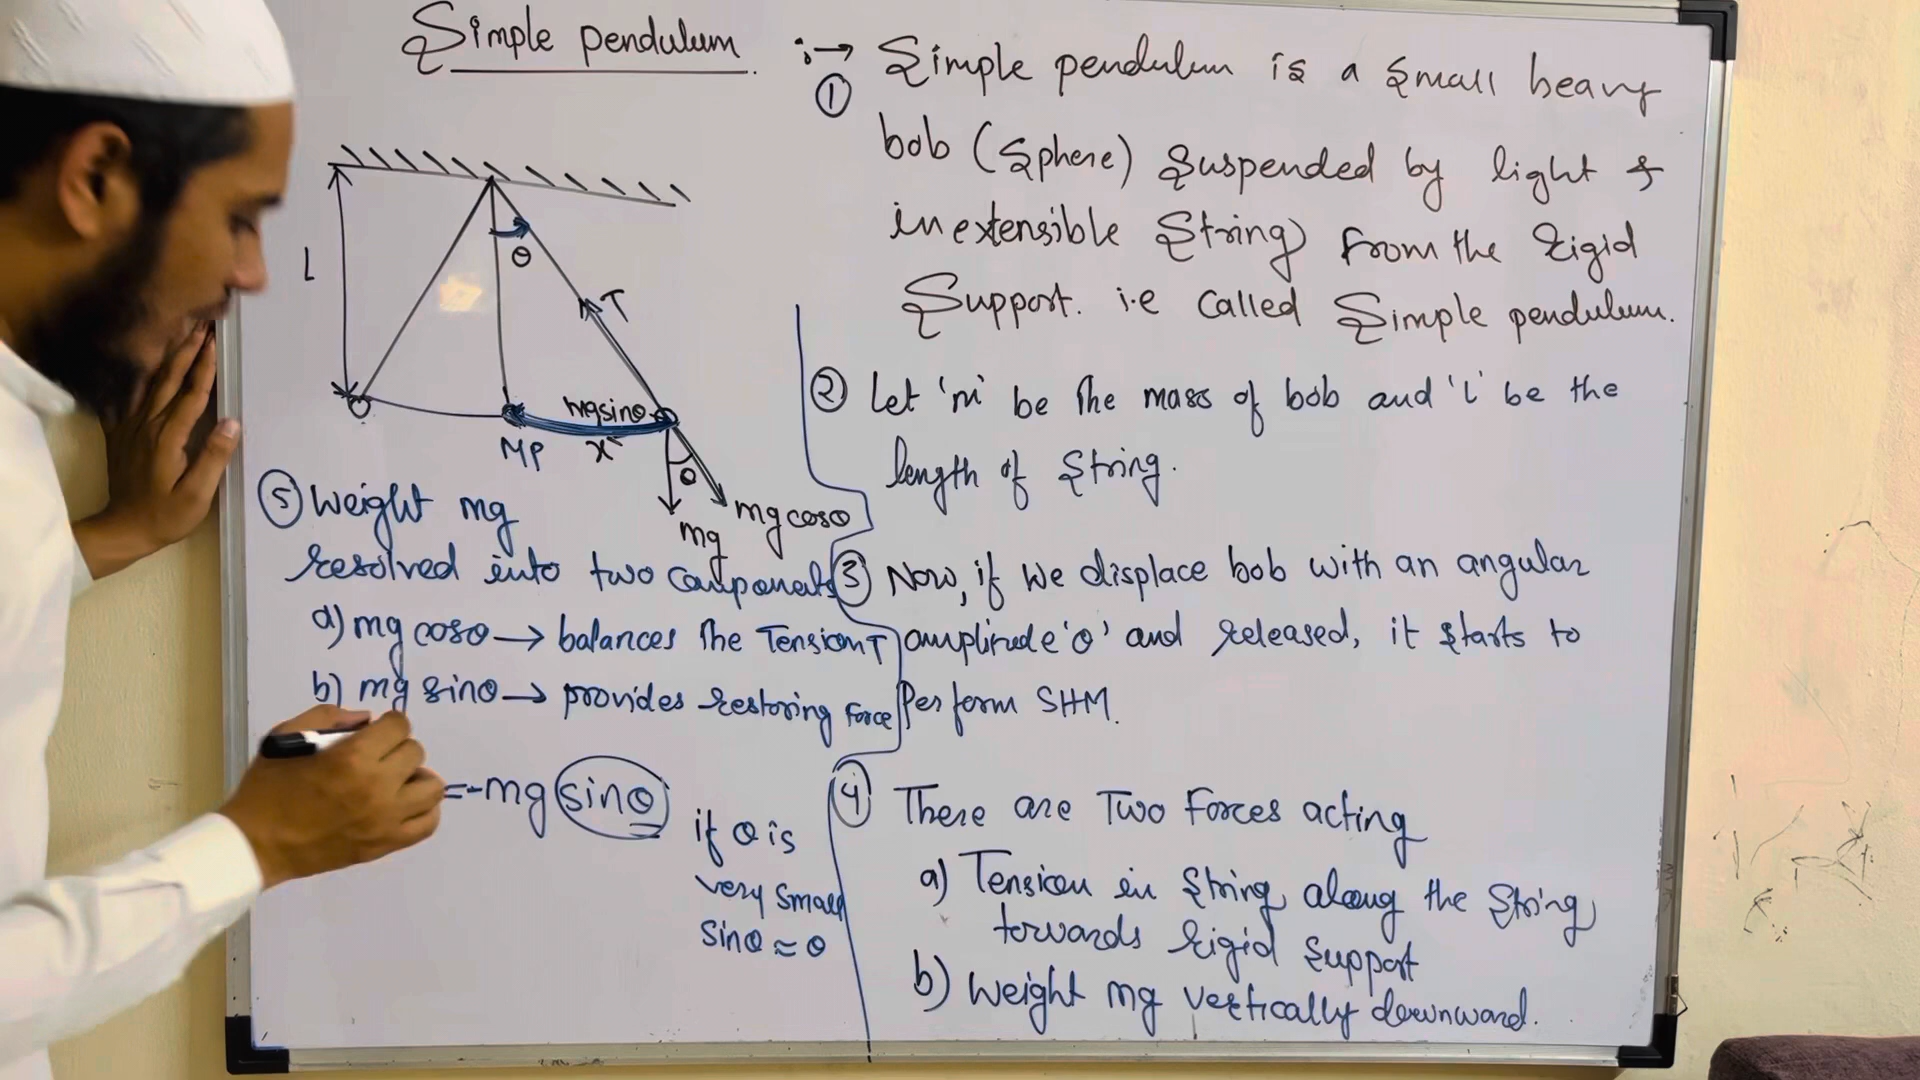 Simple pendulum
:→ Simple pendulum is a small heavy
①
bob (Sphere) Suspended by light &
inextensible String from the rigid
Support. i.e called Simple pendulum.
② Let 'm' be the mass of bob and 'L' be the
length of String.
③ Now, if we displace bob with an angular
amplitude 'θ' and released, it starts to
Perform SHM.
④ There are Two Forces acting
a) Tension in String along the String
towards rigid support
b) Weight mg vertically downward.
L
θ
T
mgsinθ
MP
x
θ
mg
mgcosθ
⑤ Weight mg
resolved into two components
a) mg cosθ → balances the Tension T
b) mg sinθ → provides restoring Force
=-mg sinθ
if θ is
very small
sinθ ≈ θ